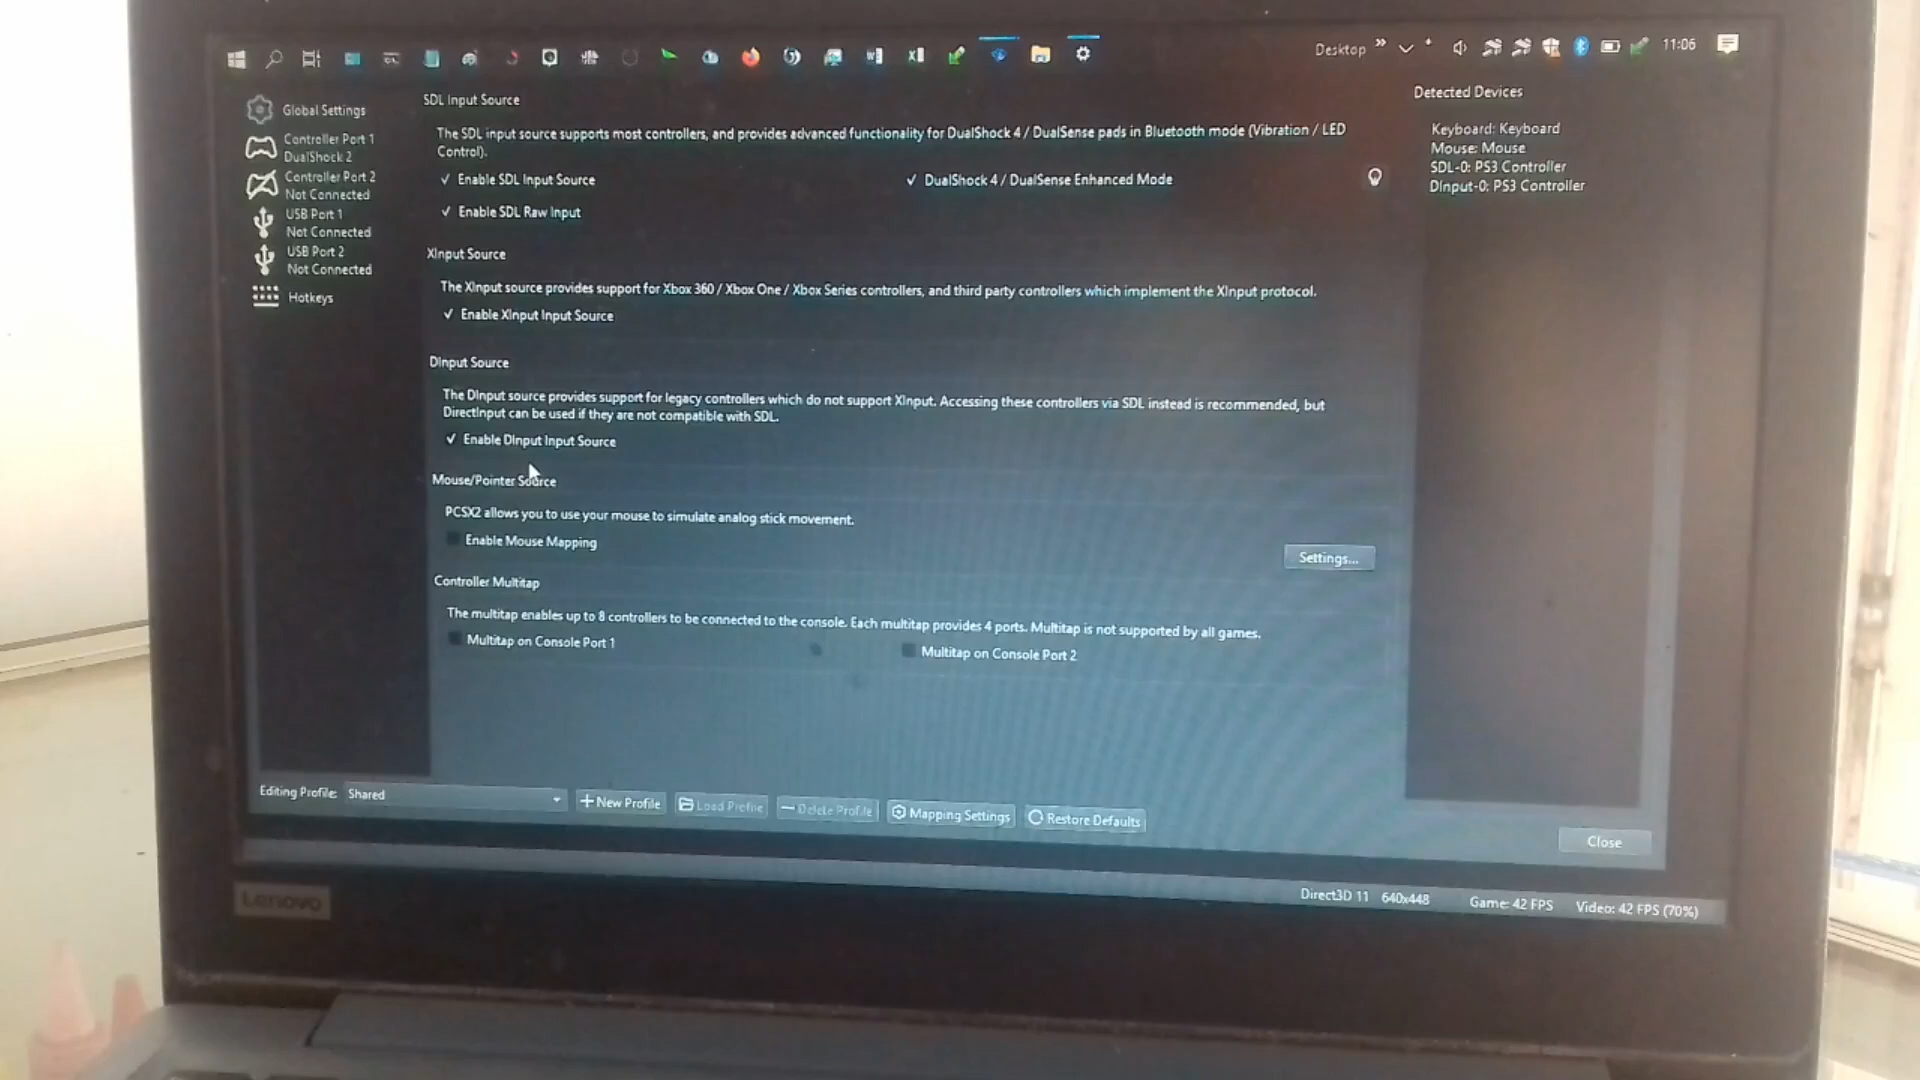 Desktop
11:06
Global Settings
Controller Port 1
DualShock 2
Controller Port 2
Not Connected
USB Port 1
Not Connected
USB Port 2
Not Connected
Hotkeys
SDL Input Source
The SDL input source supports most controllers, and provides advanced functionality for DualShock 4 / DualSense pads in Bluetooth mode (Vibration / LED
Control).
✓ Enable SDL Input Source
✓ DualShock 4 / DualSense Enhanced Mode
✓ Enable SDL Raw Input
XInput Source
The XInput source provides support for Xbox 360 / Xbox One / Xbox Series controllers, and third party controllers which implement the XInput protocol.
✓ Enable XInput Input Source
DInput Source
The DInput source provides support for legacy controllers which do not support XInput. Accessing these controllers via SDL instead is recommended, but
DirectInput can be used if they are not compatible with SDL.
✓ Enable DInput Input Source
Mouse/Pointer Source
PCSX2 allows you to use your mouse to simulate analog stick movement.
Enable Mouse Mapping
Settings...
Controller Multitap
The multitap enables up to 8 controllers to be connected to the console. Each multitap provides 4 ports. Multitap is not supported by all games.
Multitap on Console Port 1
Multitap on Console Port 2
Detected Devices
Keyboard: Keyboard
Mouse: Mouse
SDL-0: PS3 Controller
DInput-0: PS3 Controller
Editing Profile: Shared
New Profile
Load Profile
Delete Profile
Mapping Settings
Restore Defaults
Close
Direct3D 11 640x448 Game: 42 FPS Video: 42 FPS (70%)
Lenovo